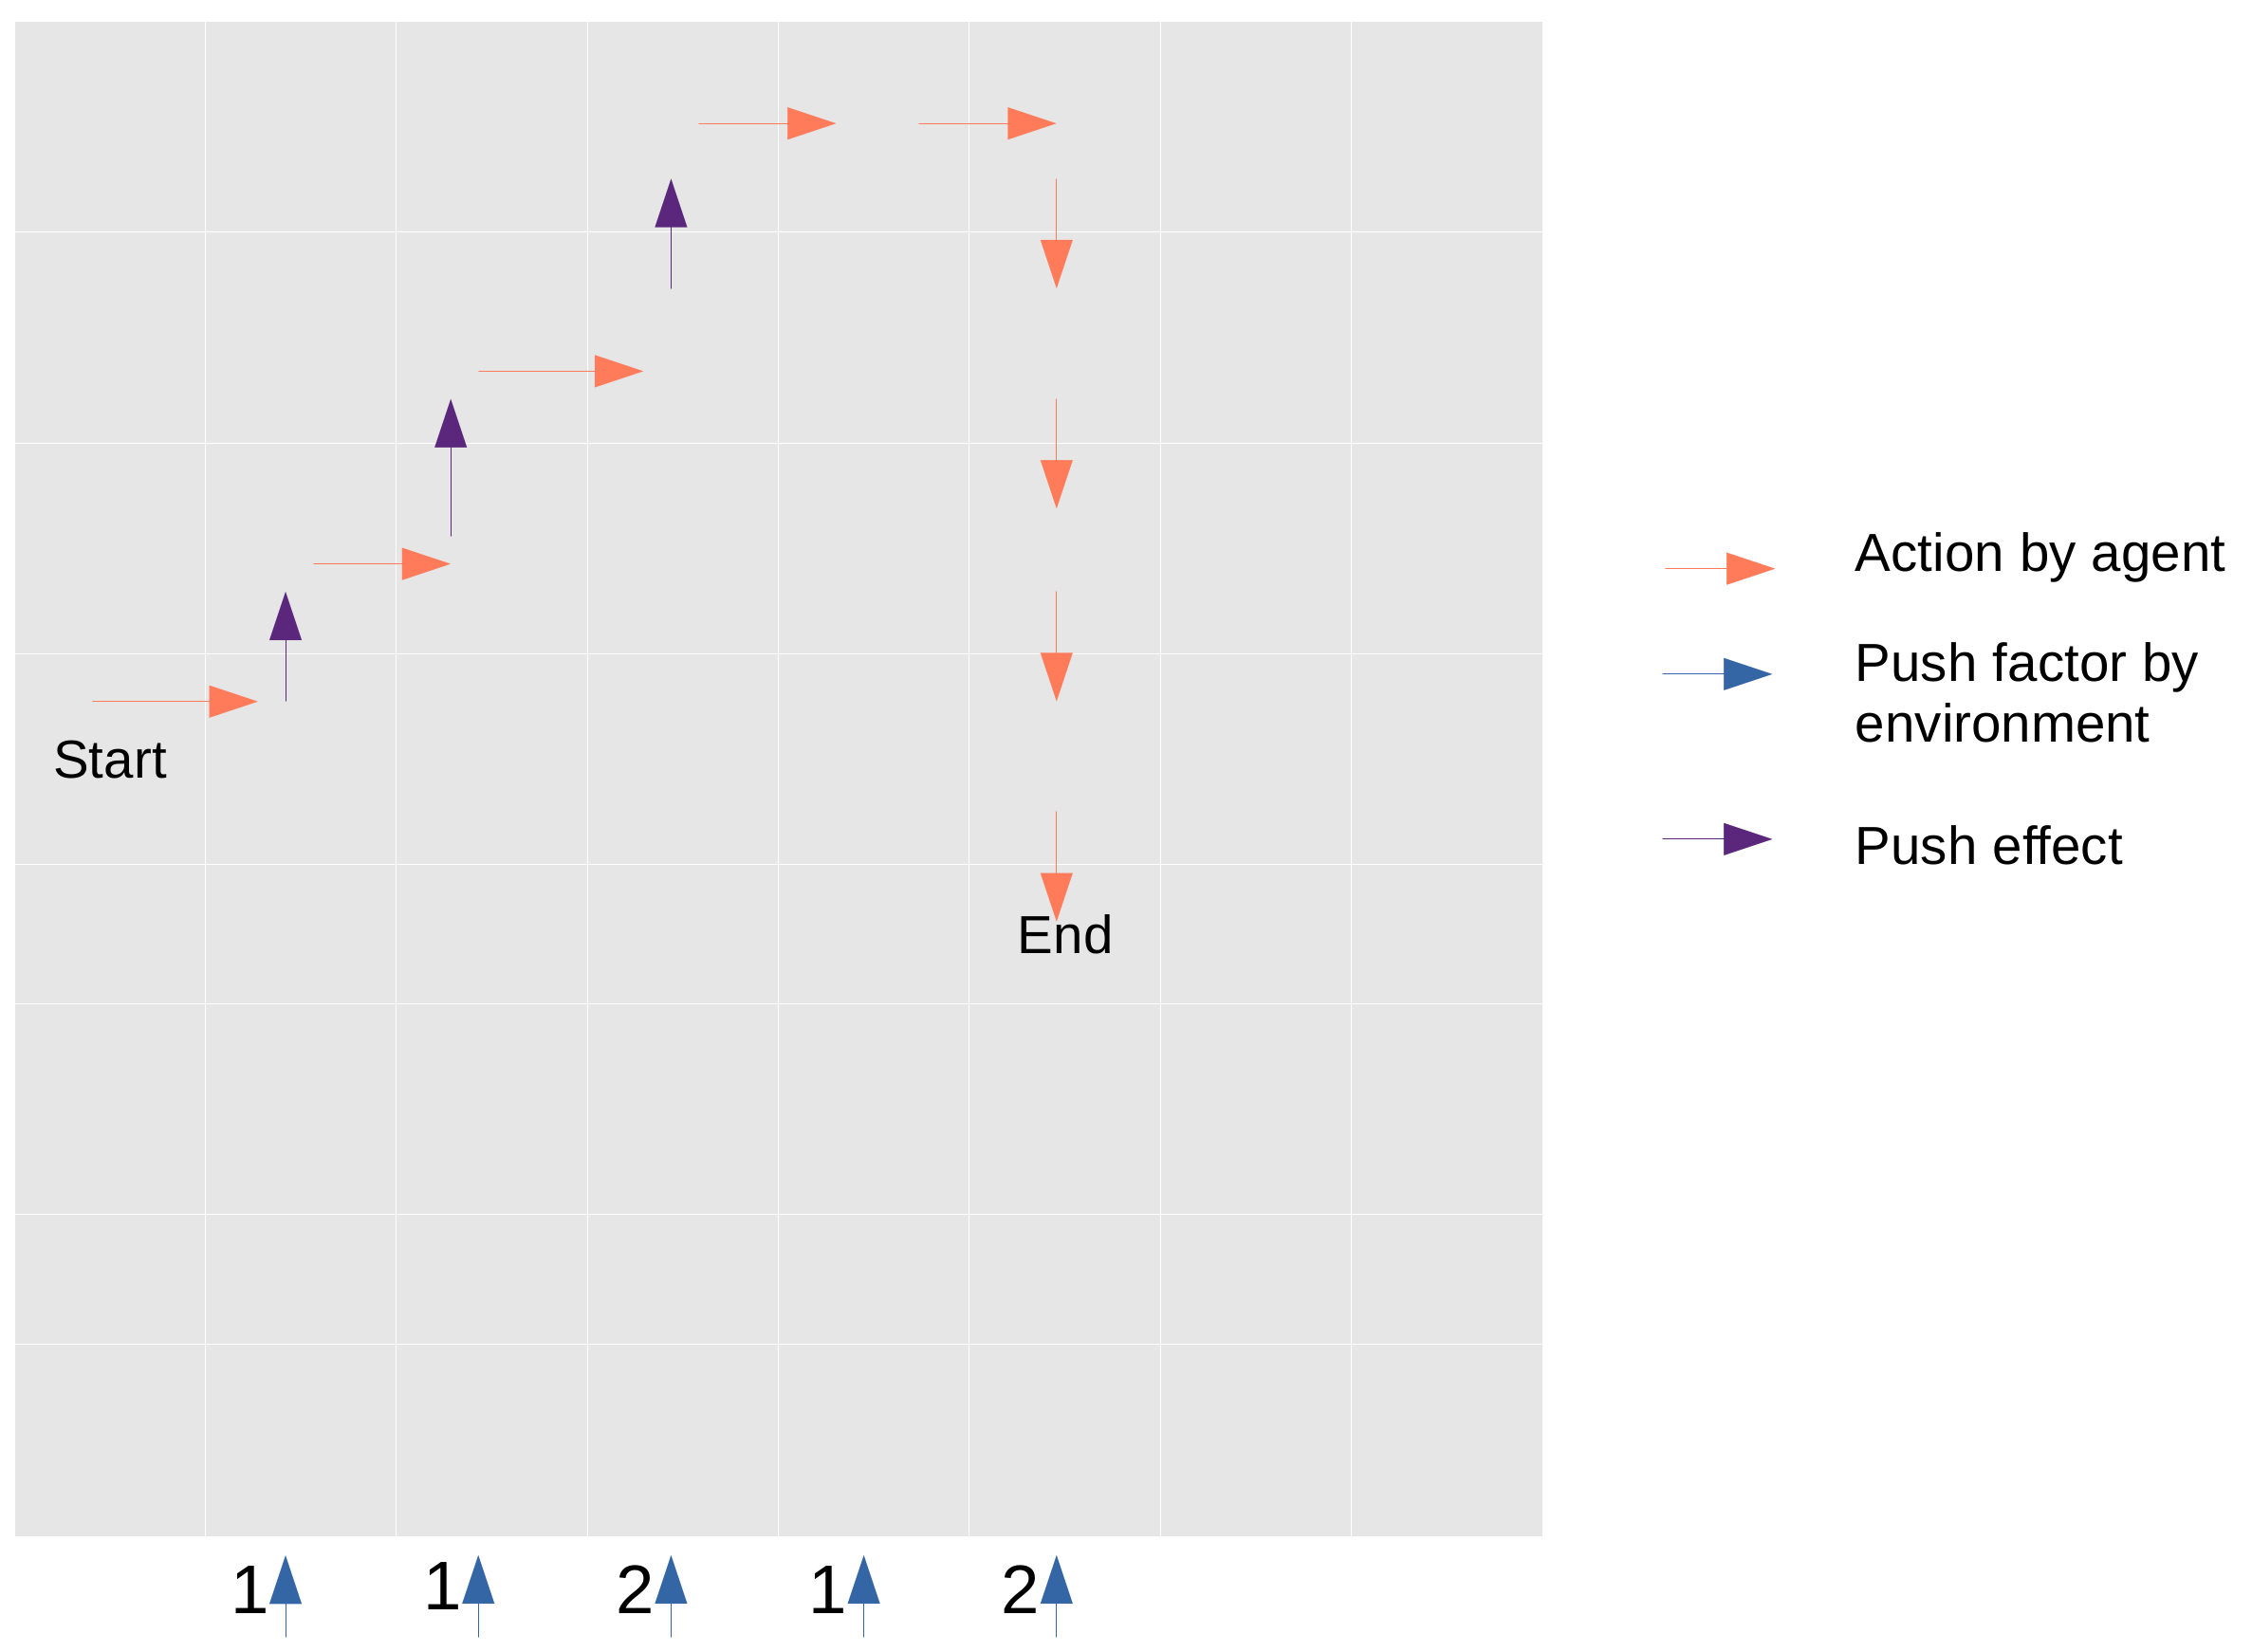 Action by agent
Push factor by
environment
Start
Push effect
End
1 1 2 1 2